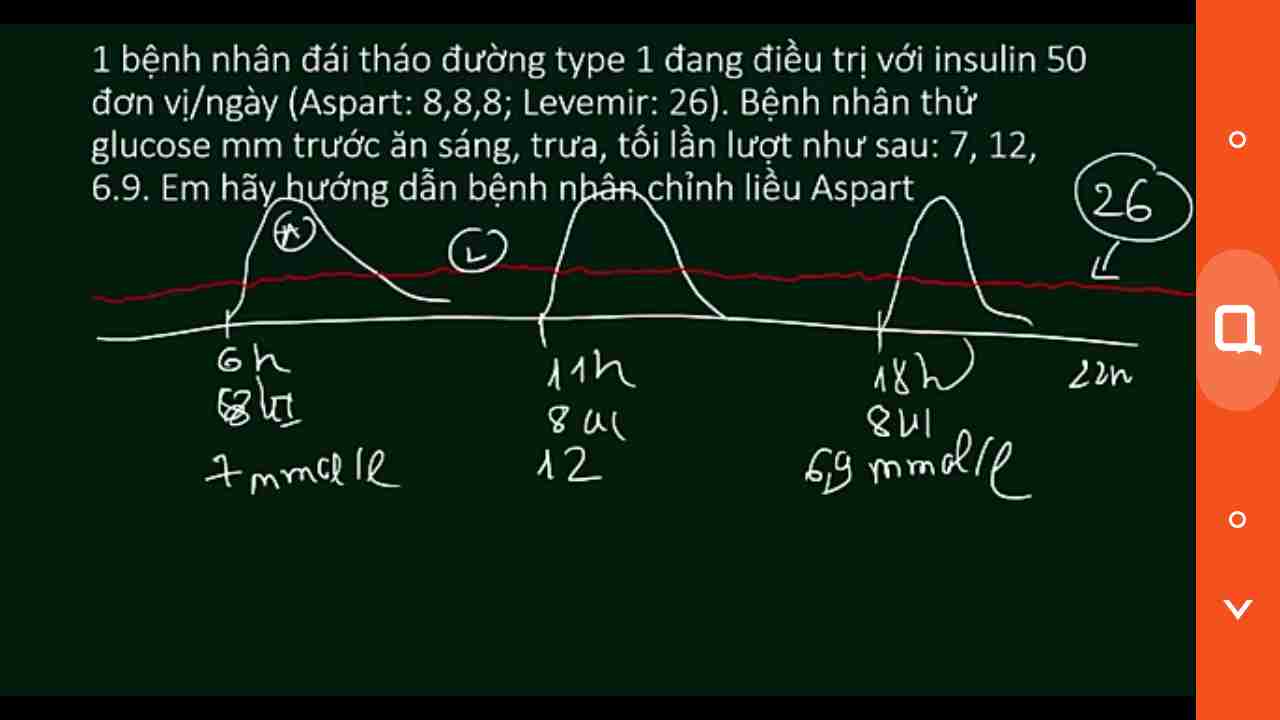 1 bệnh nhân đái tháo đường type 1 đang điều trị với insulin 50
đơn vị/ngày (Aspart: 8,8,8; Levemir: 26). Bệnh nhân thử
glucose mm trước ăn sáng, trưa, tối lần lượt như sau: 7, 12,
6.9. Em hãy hướng dẫn bệnh nhân chỉnh liều Aspart
26
A
L
6h
11h
18h
22h
8UI
8UI
8UI
7mmol/l
12
6,9 mmol/l